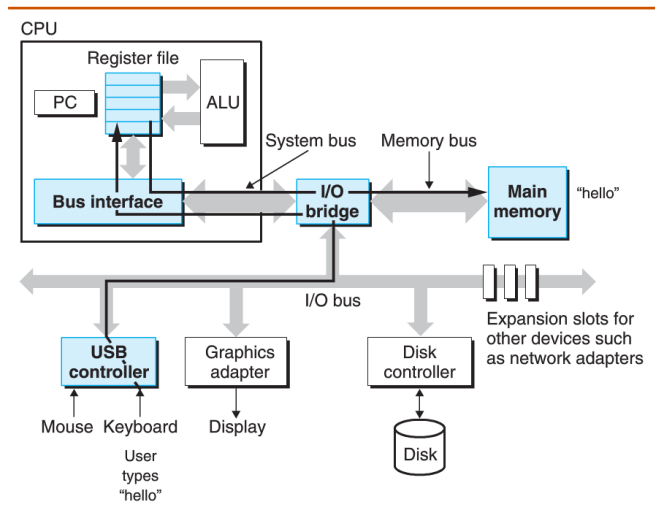 CPU
Register file
PC
ALU
System bus
Memory bus
Bus interface
I/O
bridge
Main
memory
“hello”
I/O bus
Expansion slots for
other devices such
as network adapters
USB
controller
Graphics
adapter
Disk
controller
Mouse
Keyboard
Display
Disk
User
types
“hello”